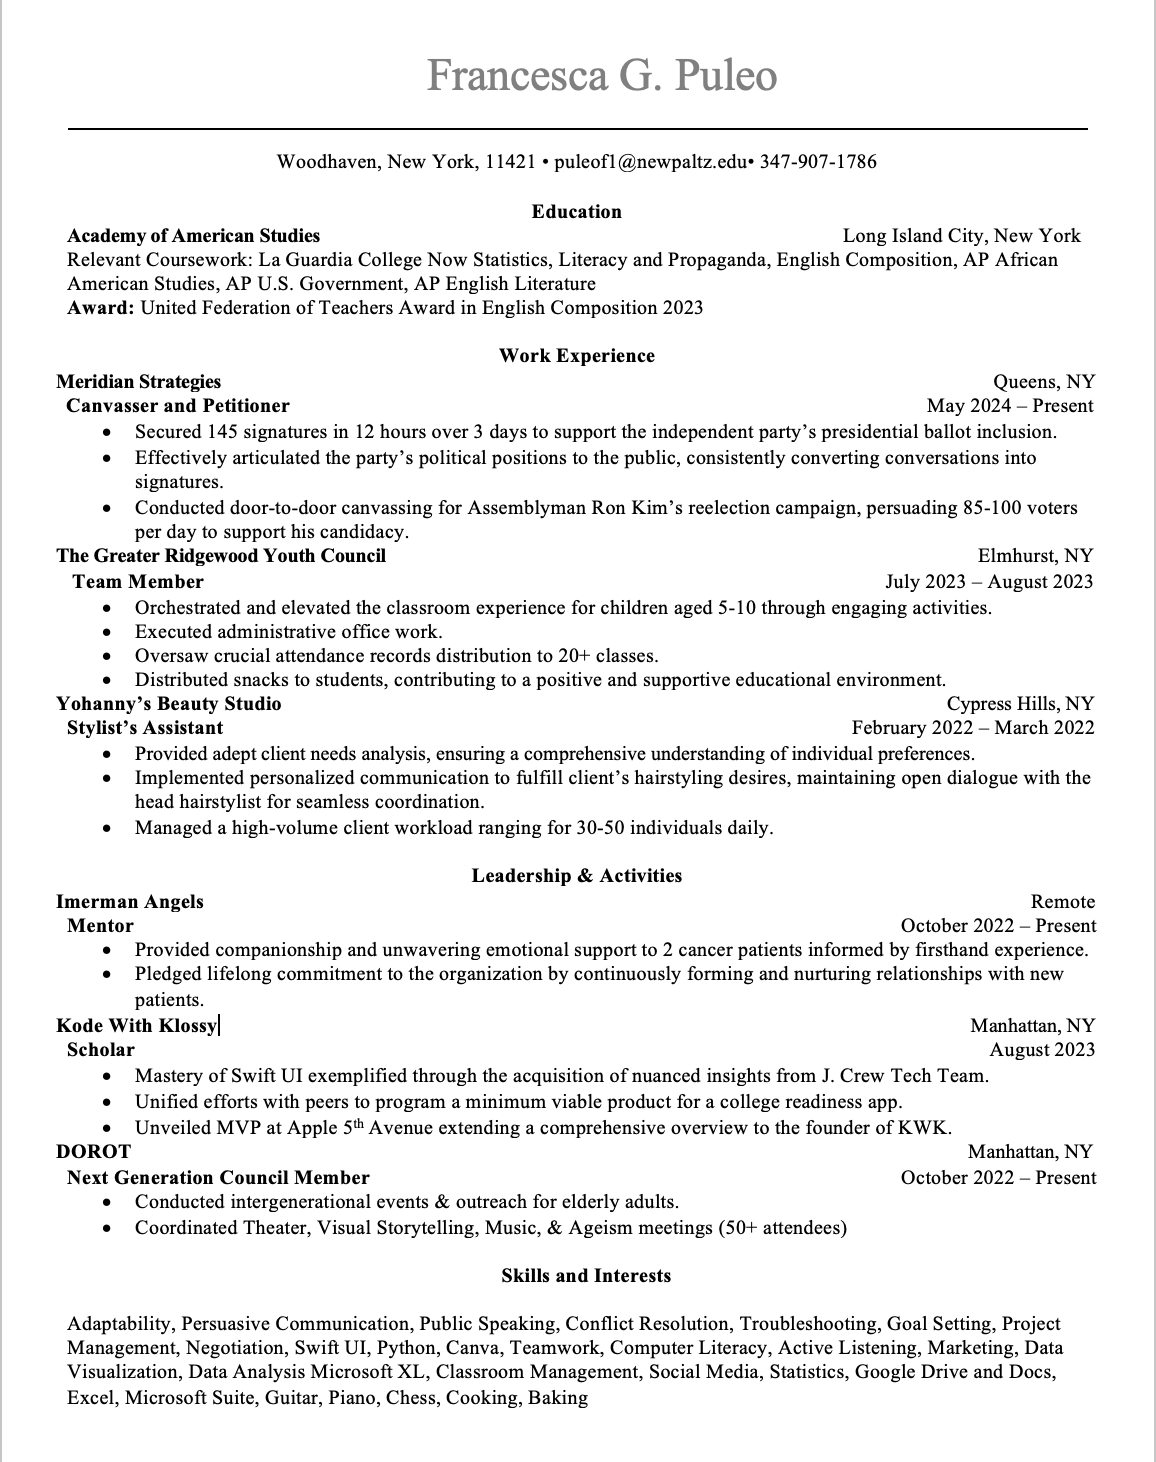 Francesca G. Puleo
Woodhaven, New York, 11421 • puleof1@newpaltz.edu• 347-907-1786
Education
Academy of American Studies Long Island City, New York
Relevant Coursework: La Guardia College Now Statistics, Literacy and Propaganda, English Composition, AP African
American Studies, AP U.S. Government, AP English Literature
Award: United Federation of Teachers Award in English Composition 2023
Work Experience
Meridian Strategies Queens, NY
Canvasser and Petitioner May 2024 – Present
• Secured 145 signatures in 12 hours over 3 days to support the independent party’s presidential ballot inclusion.
• Effectively articulated the party’s political positions to the public, consistently converting conversations into
signatures.
• Conducted door-to-door canvassing for Assemblyman Ron Kim’s reelection campaign, persuading 85-100 voters
per day to support his candidacy.
The Greater Ridgewood Youth Council Elmhurst, NY
Team Member July 2023 – August 2023
• Orchestrated and elevated the classroom experience for children aged 5-10 through engaging activities.
• Executed administrative office work.
• Oversaw crucial attendance records distribution to 20+ classes.
• Distributed snacks to students, contributing to a positive and supportive educational environment.
Yohanny’s Beauty Studio Cypress Hills, NY
Stylist’s Assistant February 2022 – March 2022
• Provided adept client needs analysis, ensuring a comprehensive understanding of individual preferences.
• Implemented personalized communication to fulfill client’s hairstyling desires, maintaining open dialogue with the
head hairstylist for seamless coordination.
• Managed a high-volume client workload ranging for 30-50 individuals daily.
Leadership & Activities
Imerman Angels Remote
Mentor October 2022 – Present
• Provided companionship and unwavering emotional support to 2 cancer patients informed by firsthand experience.
• Pledged lifelong commitment to the organization by continuously forming and nurturing relationships with new
patients.
Kode With Klossy Manhattan, NY
Scholar August 2023
• Mastery of Swift UI exemplified through the acquisition of nuanced insights from J. Crew Tech Team.
• Unified efforts with peers to program a minimum viable product for a college readiness app.
• Unveiled MVP at Apple 5th Avenue extending a comprehensive overview to the founder of KWK.
DOROT Manhattan, NY
Next Generation Council Member October 2022 – Present
• Conducted intergenerational events & outreach for elderly adults.
• Coordinated Theater, Visual Storytelling, Music, & Ageism meetings (50+ attendees)
Skills and Interests
Adaptability, Persuasive Communication, Public Speaking, Conflict Resolution, Troubleshooting, Goal Setting, Project
Management, Negotiation, Swift UI, Python, Canva, Teamwork, Computer Literacy, Active Listening, Marketing, Data
Visualization, Data Analysis Microsoft XL, Classroom Management, Social Media, Statistics, Google Drive and Docs,
Excel, Microsoft Suite, Guitar, Piano, Chess, Cooking, Baking